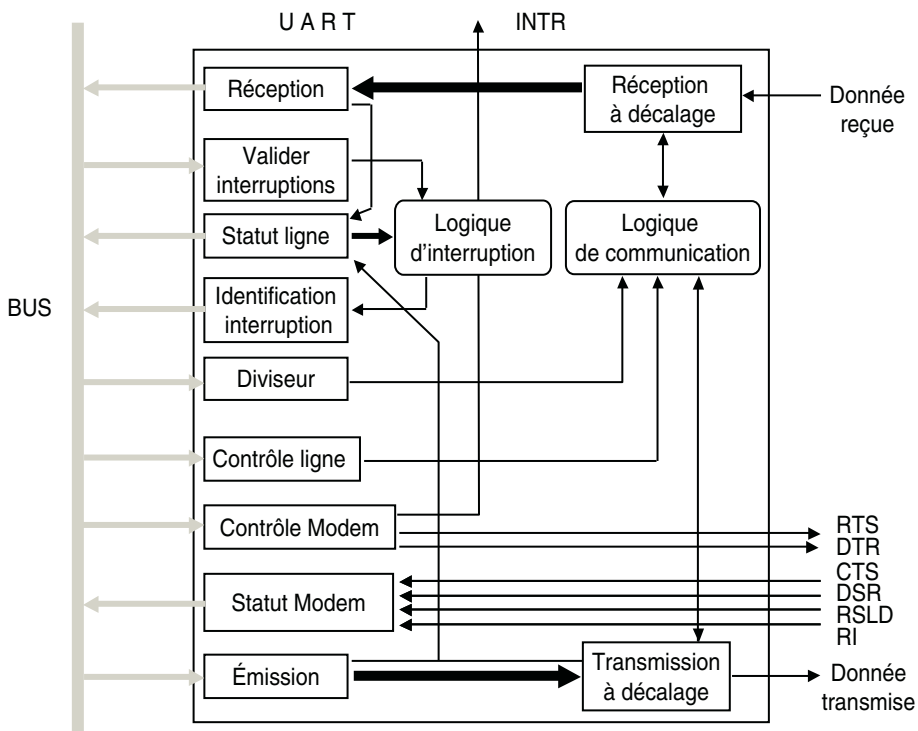 U A R T
INTR
Réception
Réception
à décalage
Donnée
reçue
Valider
interruptions
Statut ligne
Logique
d'interruption
Logique
de communication
BUS
Identification
interruption
Diviseur
Contrôle ligne
Contrôle Modem
RTS
DTR
CTS
DSR
RSLD
RI
Statut Modem
Émission
Transmission
à décalage
Donnée
transmise